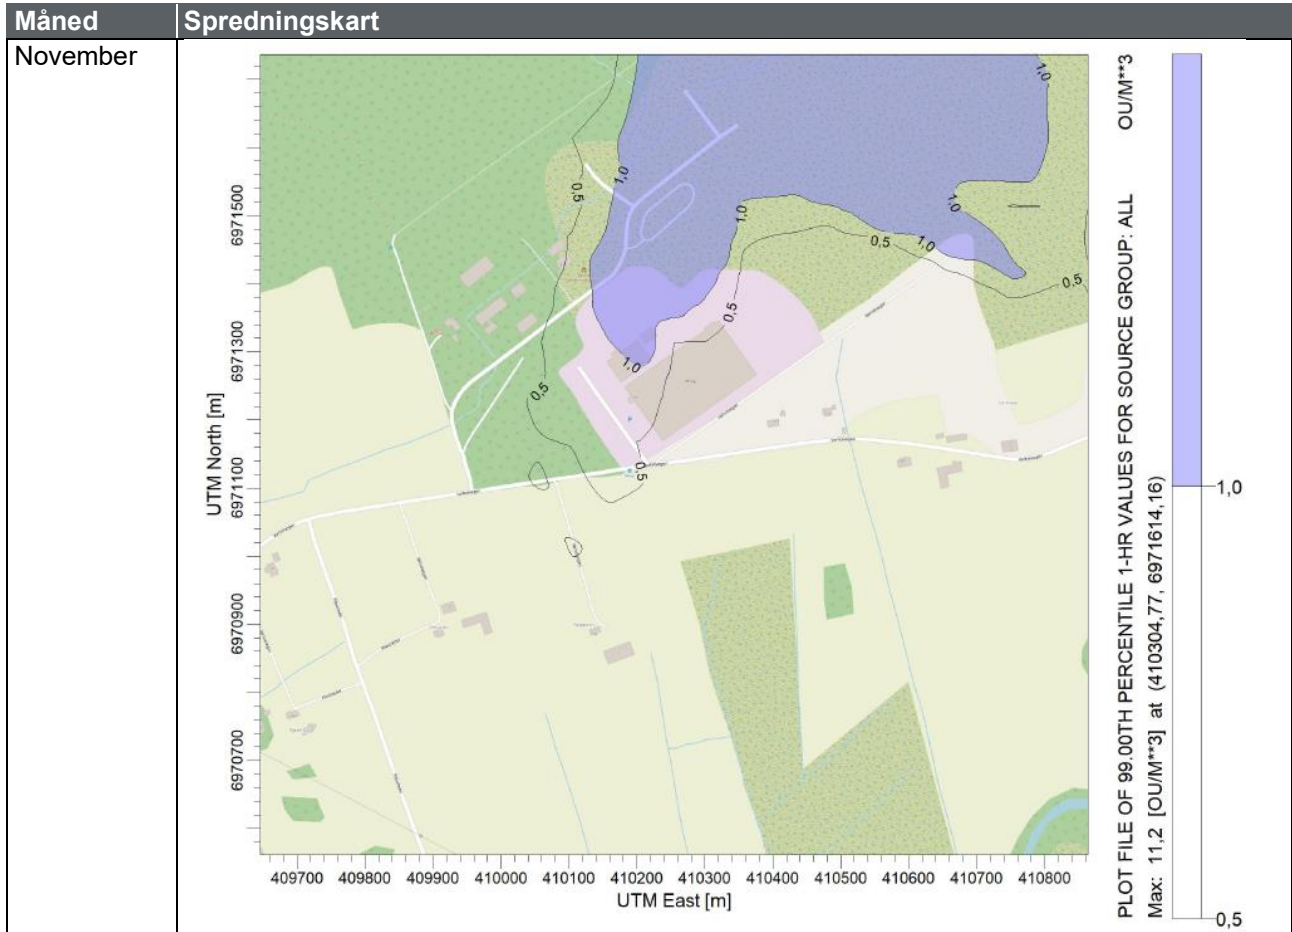 Måned Spredningskart
November
1,0
1,0
0,5
1,0
1,0
1,0
0,5
1,0
0,5
0,5
1,0
0,5
0,5
6971500
6971300
6971100
6970900
6970700
UTM North [m]
409700 409800 409900 410000 410100 410200 410300 410400 410500 410600 410700 410800
UTM East [m]
PLOT FILE OF 99.00TH PERCENTILE 1-HR VALUES FOR SOURCE GROUP: ALL OU/M**3
Max: 11,2 [OU/M**3] at (410304,77, 6971614,16)
1,0
0,5